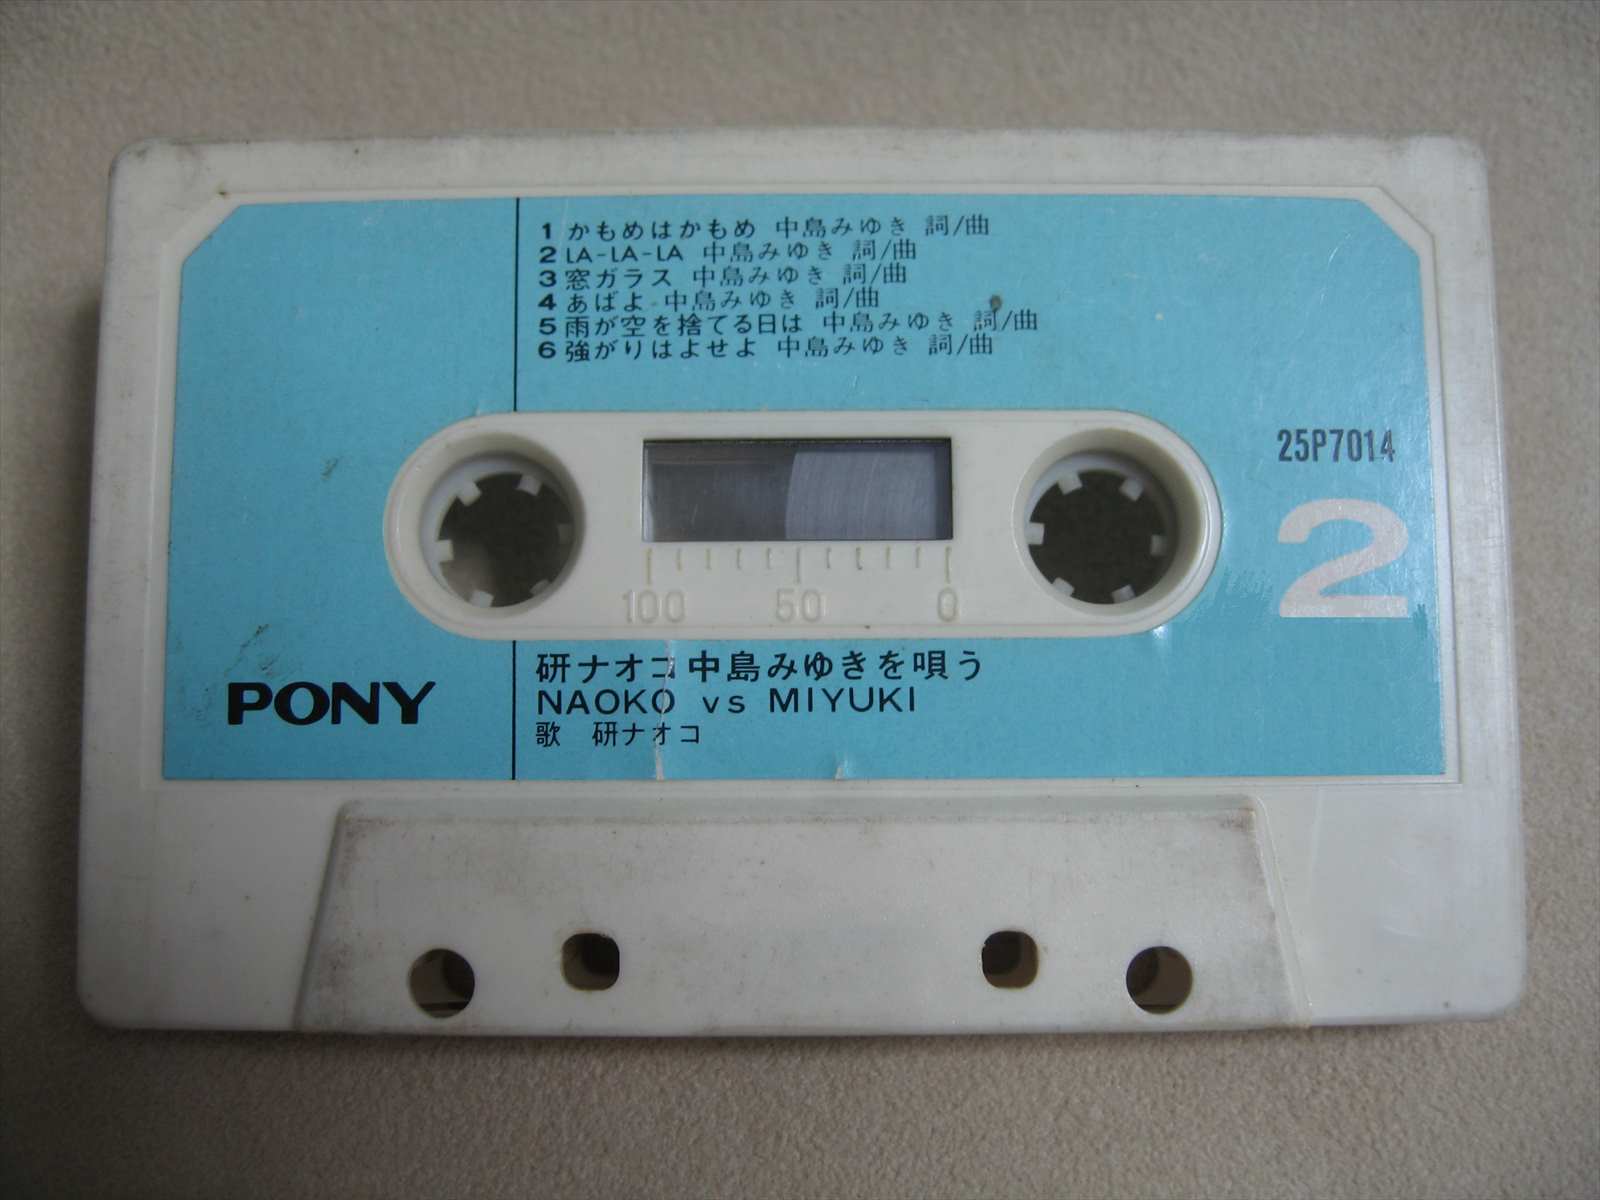 1 かもめはかもめ 中島みゆき 詞/曲
2 LA-LA-LA 中島みゆき 詞/曲
3 窓ガラス 中島みゆき 詞/曲
4 あばよ 中島みゆき 詞/曲
5 雨が空を捨てる日は 中島みゆき 詞/曲
6 強がりはよせよ 中島みゆき 詞/曲
25P7014
2
100 50 0
PONY
研ナオコ中島みゆきを唄う
NAOKO vs MIYUKI
歌 研ナオコ